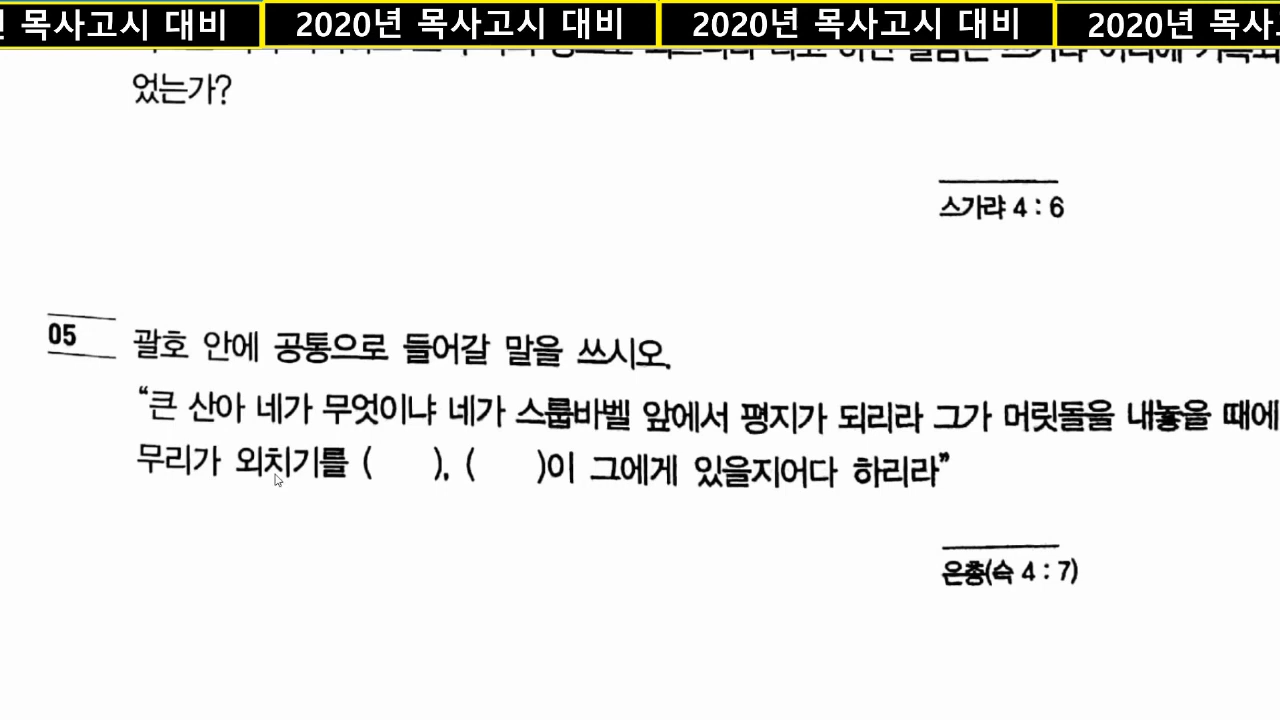 년 목사고시 대비 2020년 목사고시 대비 2020년 목사고시 대비 2020년 목사
었는가?
스가랴 4 : 6
05 괄호 안에 공통으로 들어갈 말을 쓰시오.
“큰 산아 네가 무엇이냐 네가 스룹바벨 앞에서 평지가 되리라 그가 머릿돌을 내놓을 때에
무리가 외치기를 ( ), ( )이 그에게 있을지어다 하리라”
은총(슥 4 : 7)